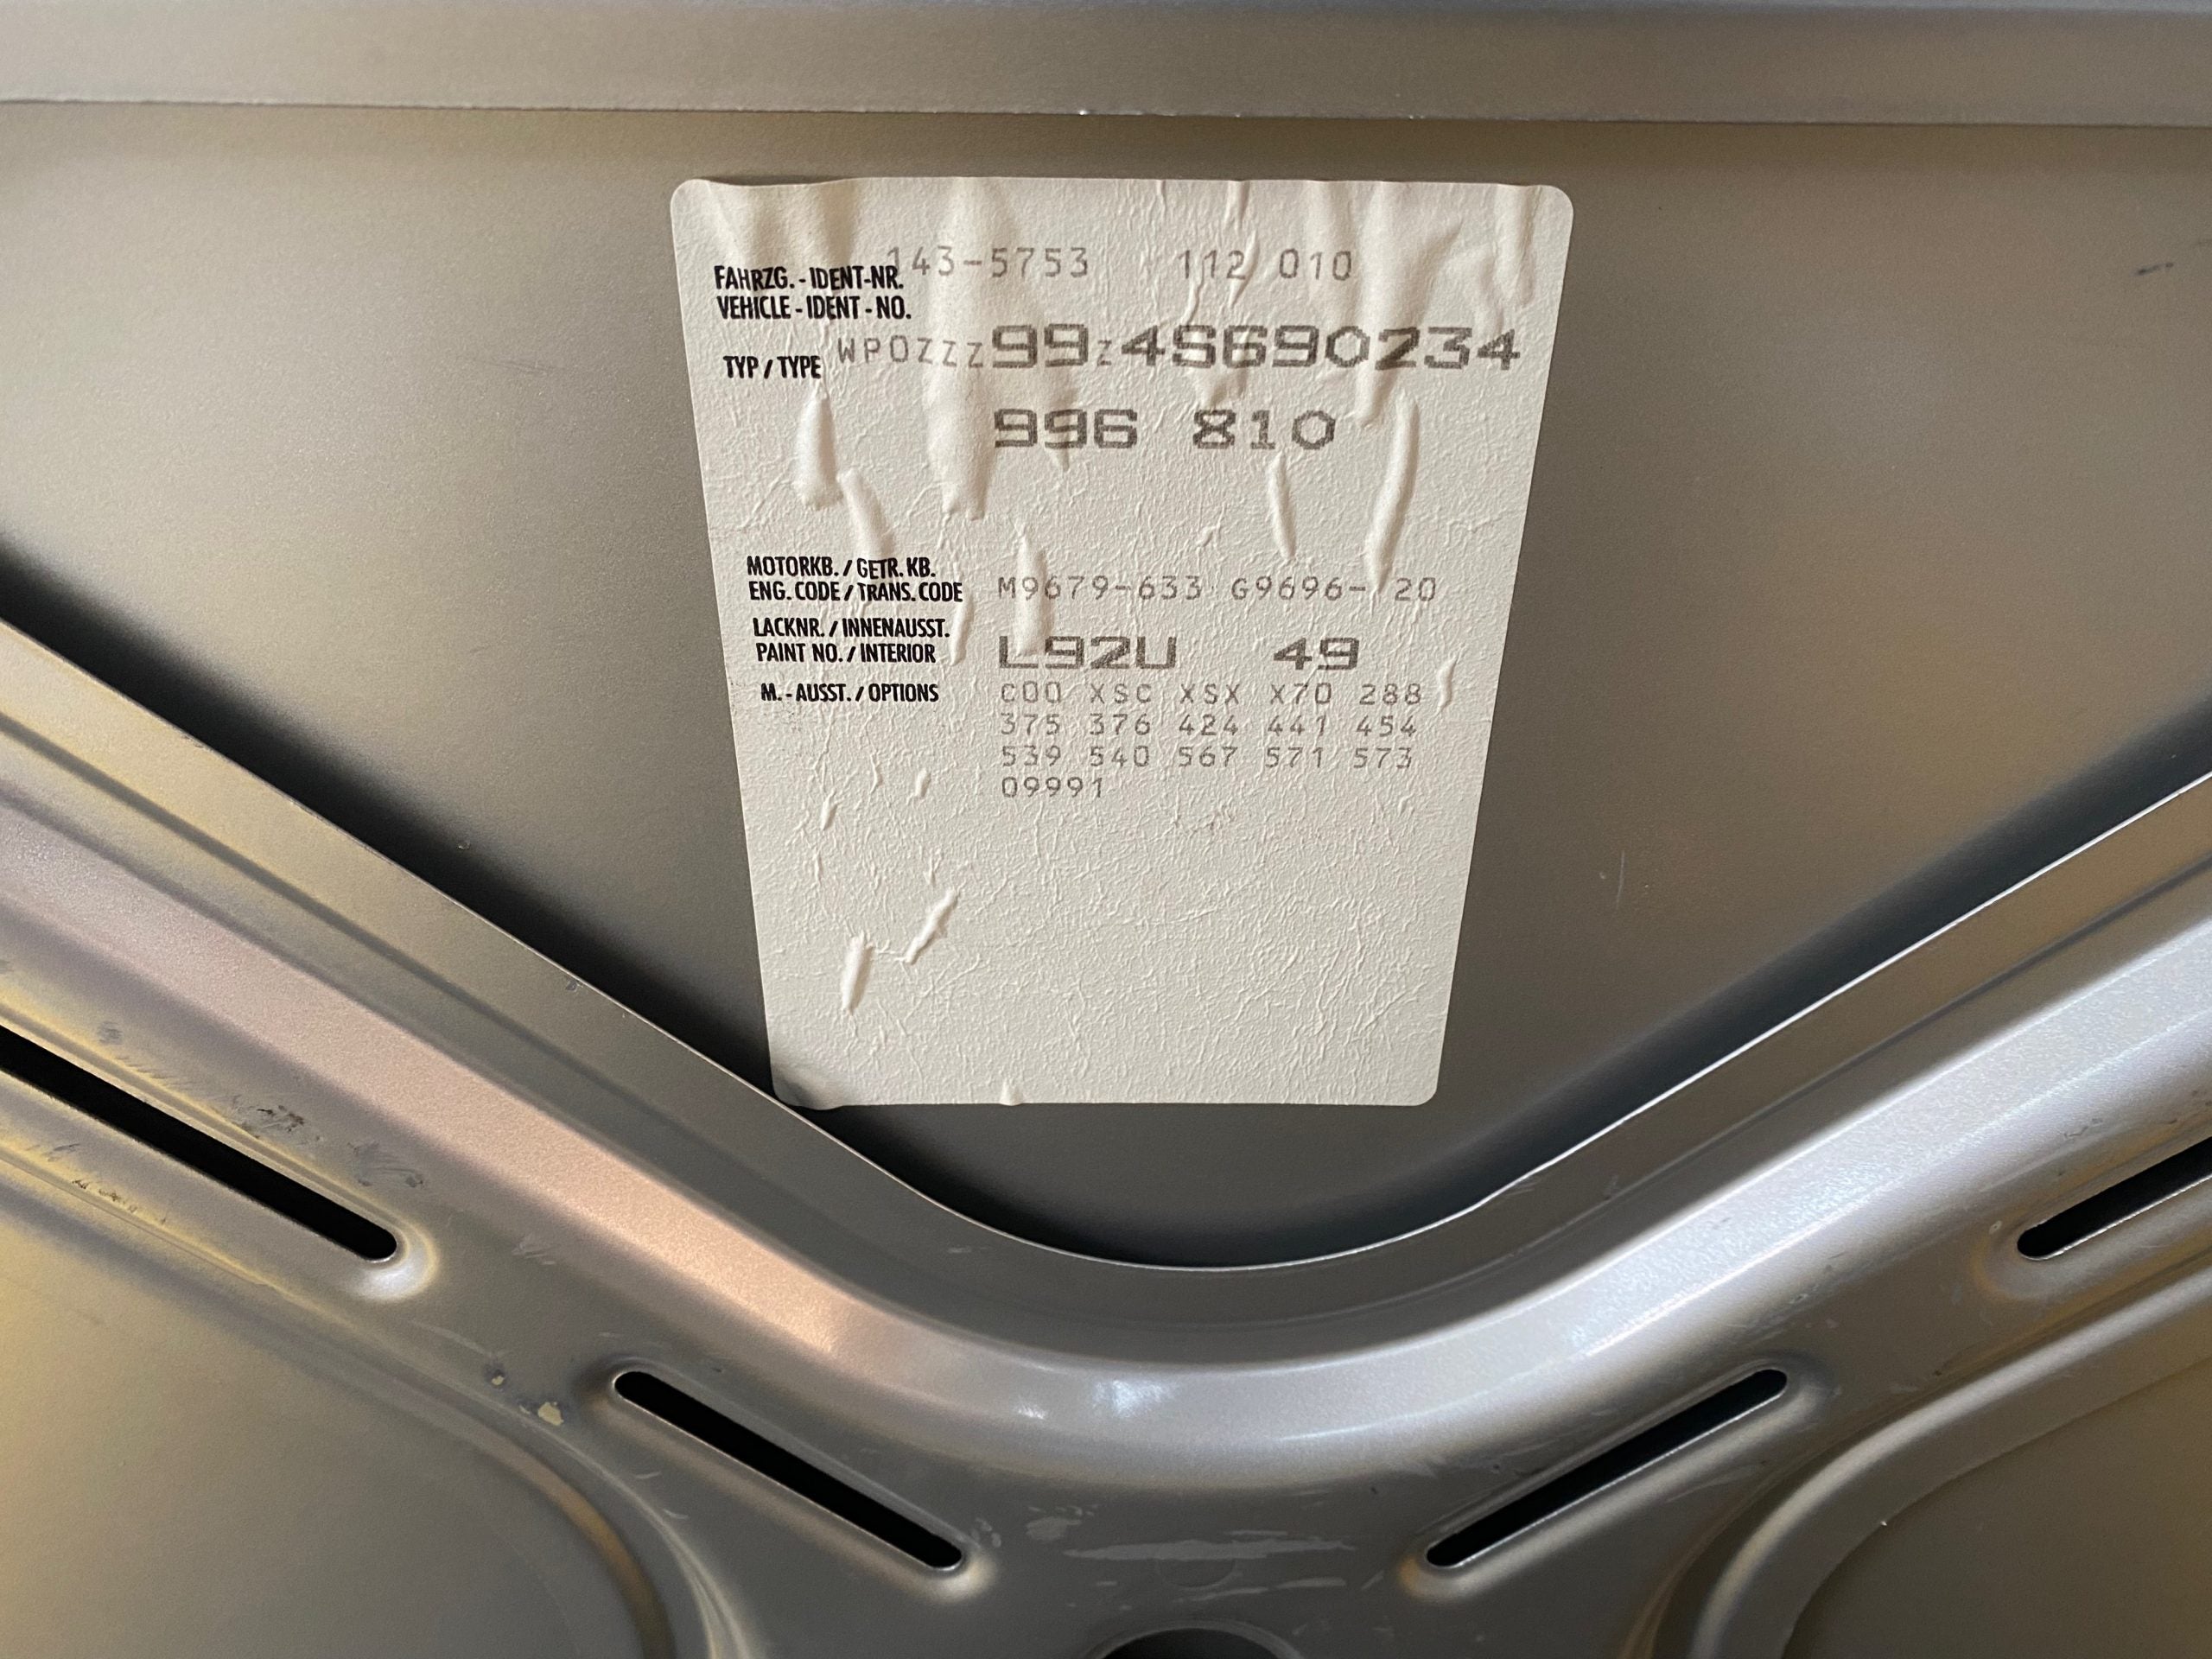 143-5753 112 010
FAHRZG.-IDENT-NR.
VEHICLE-IDENT-NO.
WP0ZZZ99Z4S690234
TYP / TYPE
996 810
MOTORKB. / GETR. KB.
ENG. CODE / TRANS. CODE M9679-633 G9696- 20
LACKNR. / INNENAUSST.
PAINT NO. / INTERIOR L92U 49
M.-AUSST. / OPTIONS C00 XSC XSX X70 288
375 376 424 441 454
539 540 567 571 573
09991